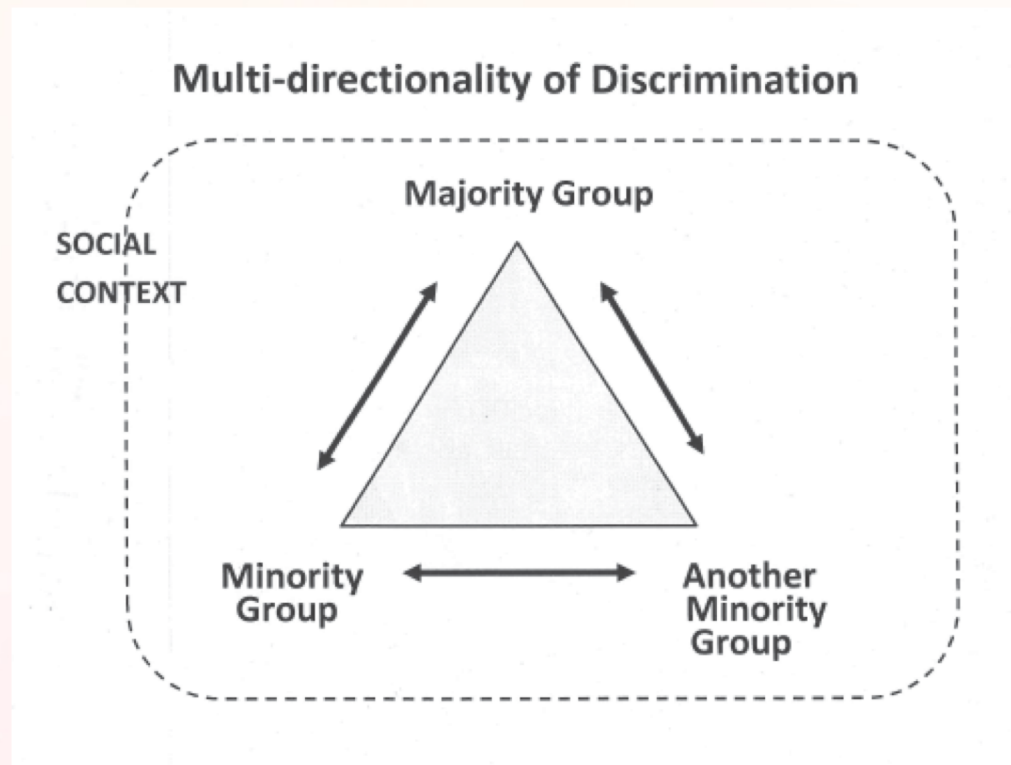 Multi-directionality of Discrimination
Majority Group
SOCIAL
CONTEXT
Minority
Group
Another
Minority
Group